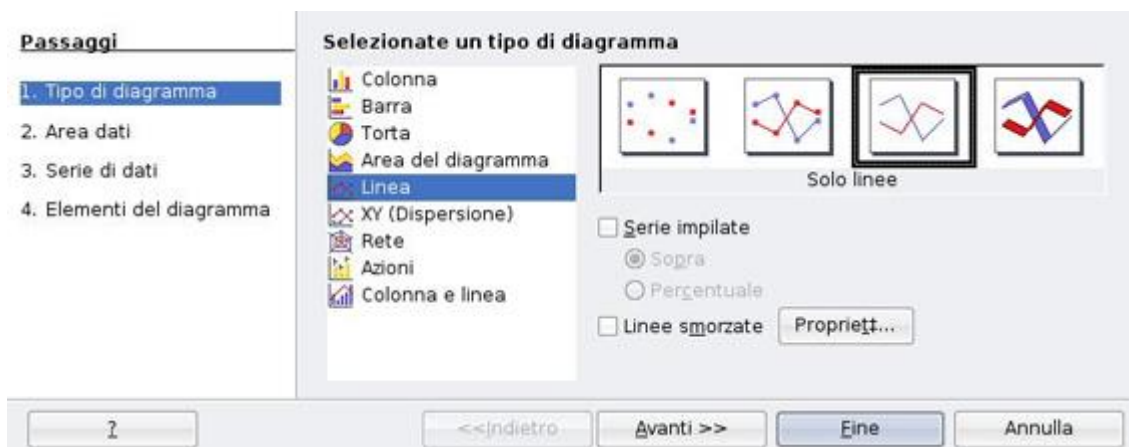 Passaggi
1. Tipo di diagramma
2. Area dati
3. Serie di dati
4. Elementi del diagramma
Selezionate un tipo di diagramma
Colonna
Barra
Torta
Area del diagramma
Linea
XY (Dispersione)
Rete
Azioni
Colonna e linea
Solo linee
Serie impilate
Sopra
Percentuale
Linee smorzate
Propriett...
?
<<Indietro
Avanti >>
Fine
Annulla